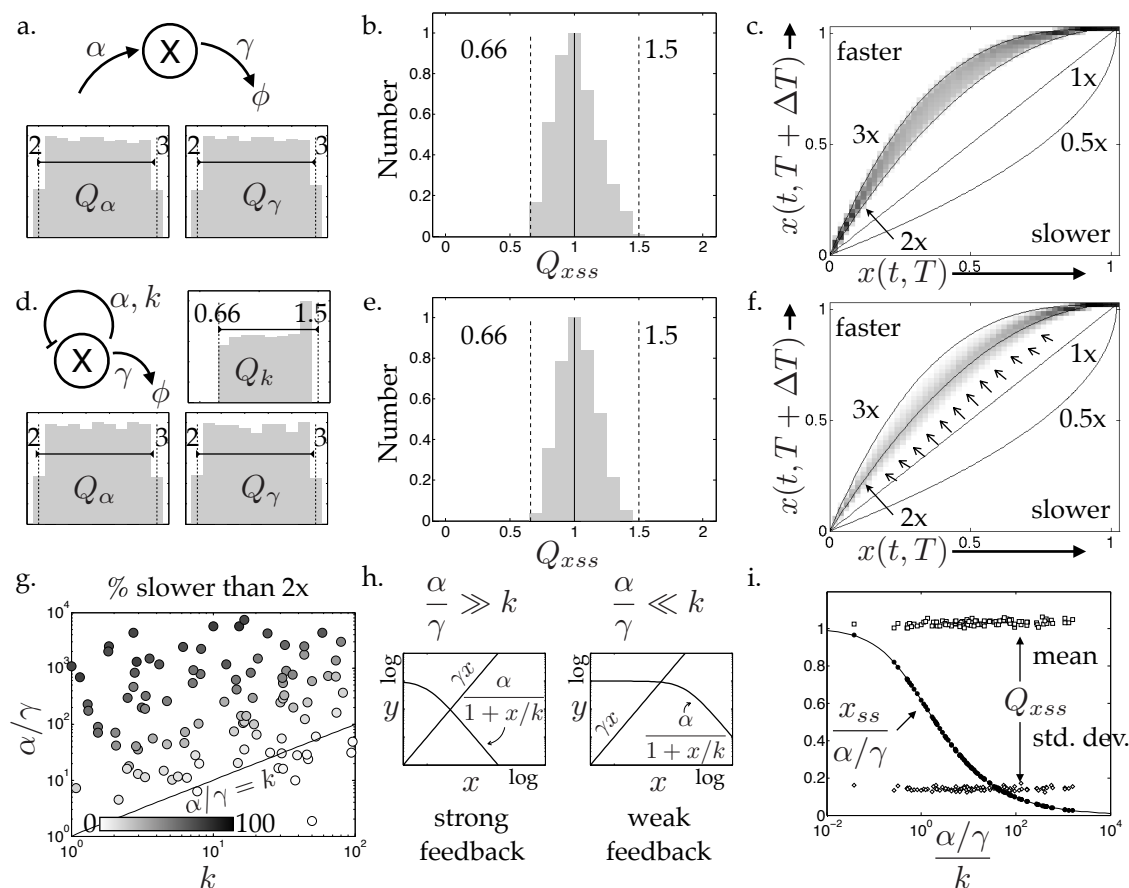 a.
α
X
γ
ϕ
2
3
Q_α
2
3
Q_γ
b.
0.66
1.5
Number
1
0.8
0.6
0.4
0.2
0
0
0.5
1
1.5
2
Q_xss
c.
faster
1x
3x
0.5x
2x
slower
x(t, T + ΔT)
1
0.5
0
0
0.5
1
x(t, T)
d.
α, k
X
γ
ϕ
0.66
1.5
Q_k
2
3
Q_α
2
3
Q_γ
e.
0.66
1.5
Number
1
0.8
0.6
0.4
0.2
0
0
0.5
1
1.5
2
Q_xss
f.
faster
1x
3x
0.5x
2x
slower
x(t, T + ΔT)
1
0.5
0
0
0.5
1
x(t, T)
g.
% slower than 2x
α/γ
10^4
10^3
10^2
10^1
10^0
α/γ = k
0
100
10^0
10^1
10^2
k
h.
α/γ ≫ k
log
y
γx
α/(1 + x/k)
x
log
strong
feedback
α/γ ≪ k
log
y
γx
α/(1 + x/k)
x
log
weak
feedback
i.
1
0.8
0.6
0.4
0.2
0
mean
Q_xss
std. dev.
x_ss/(α/γ)
10^−2
10^0
10^2
10^4
(α/γ)/k